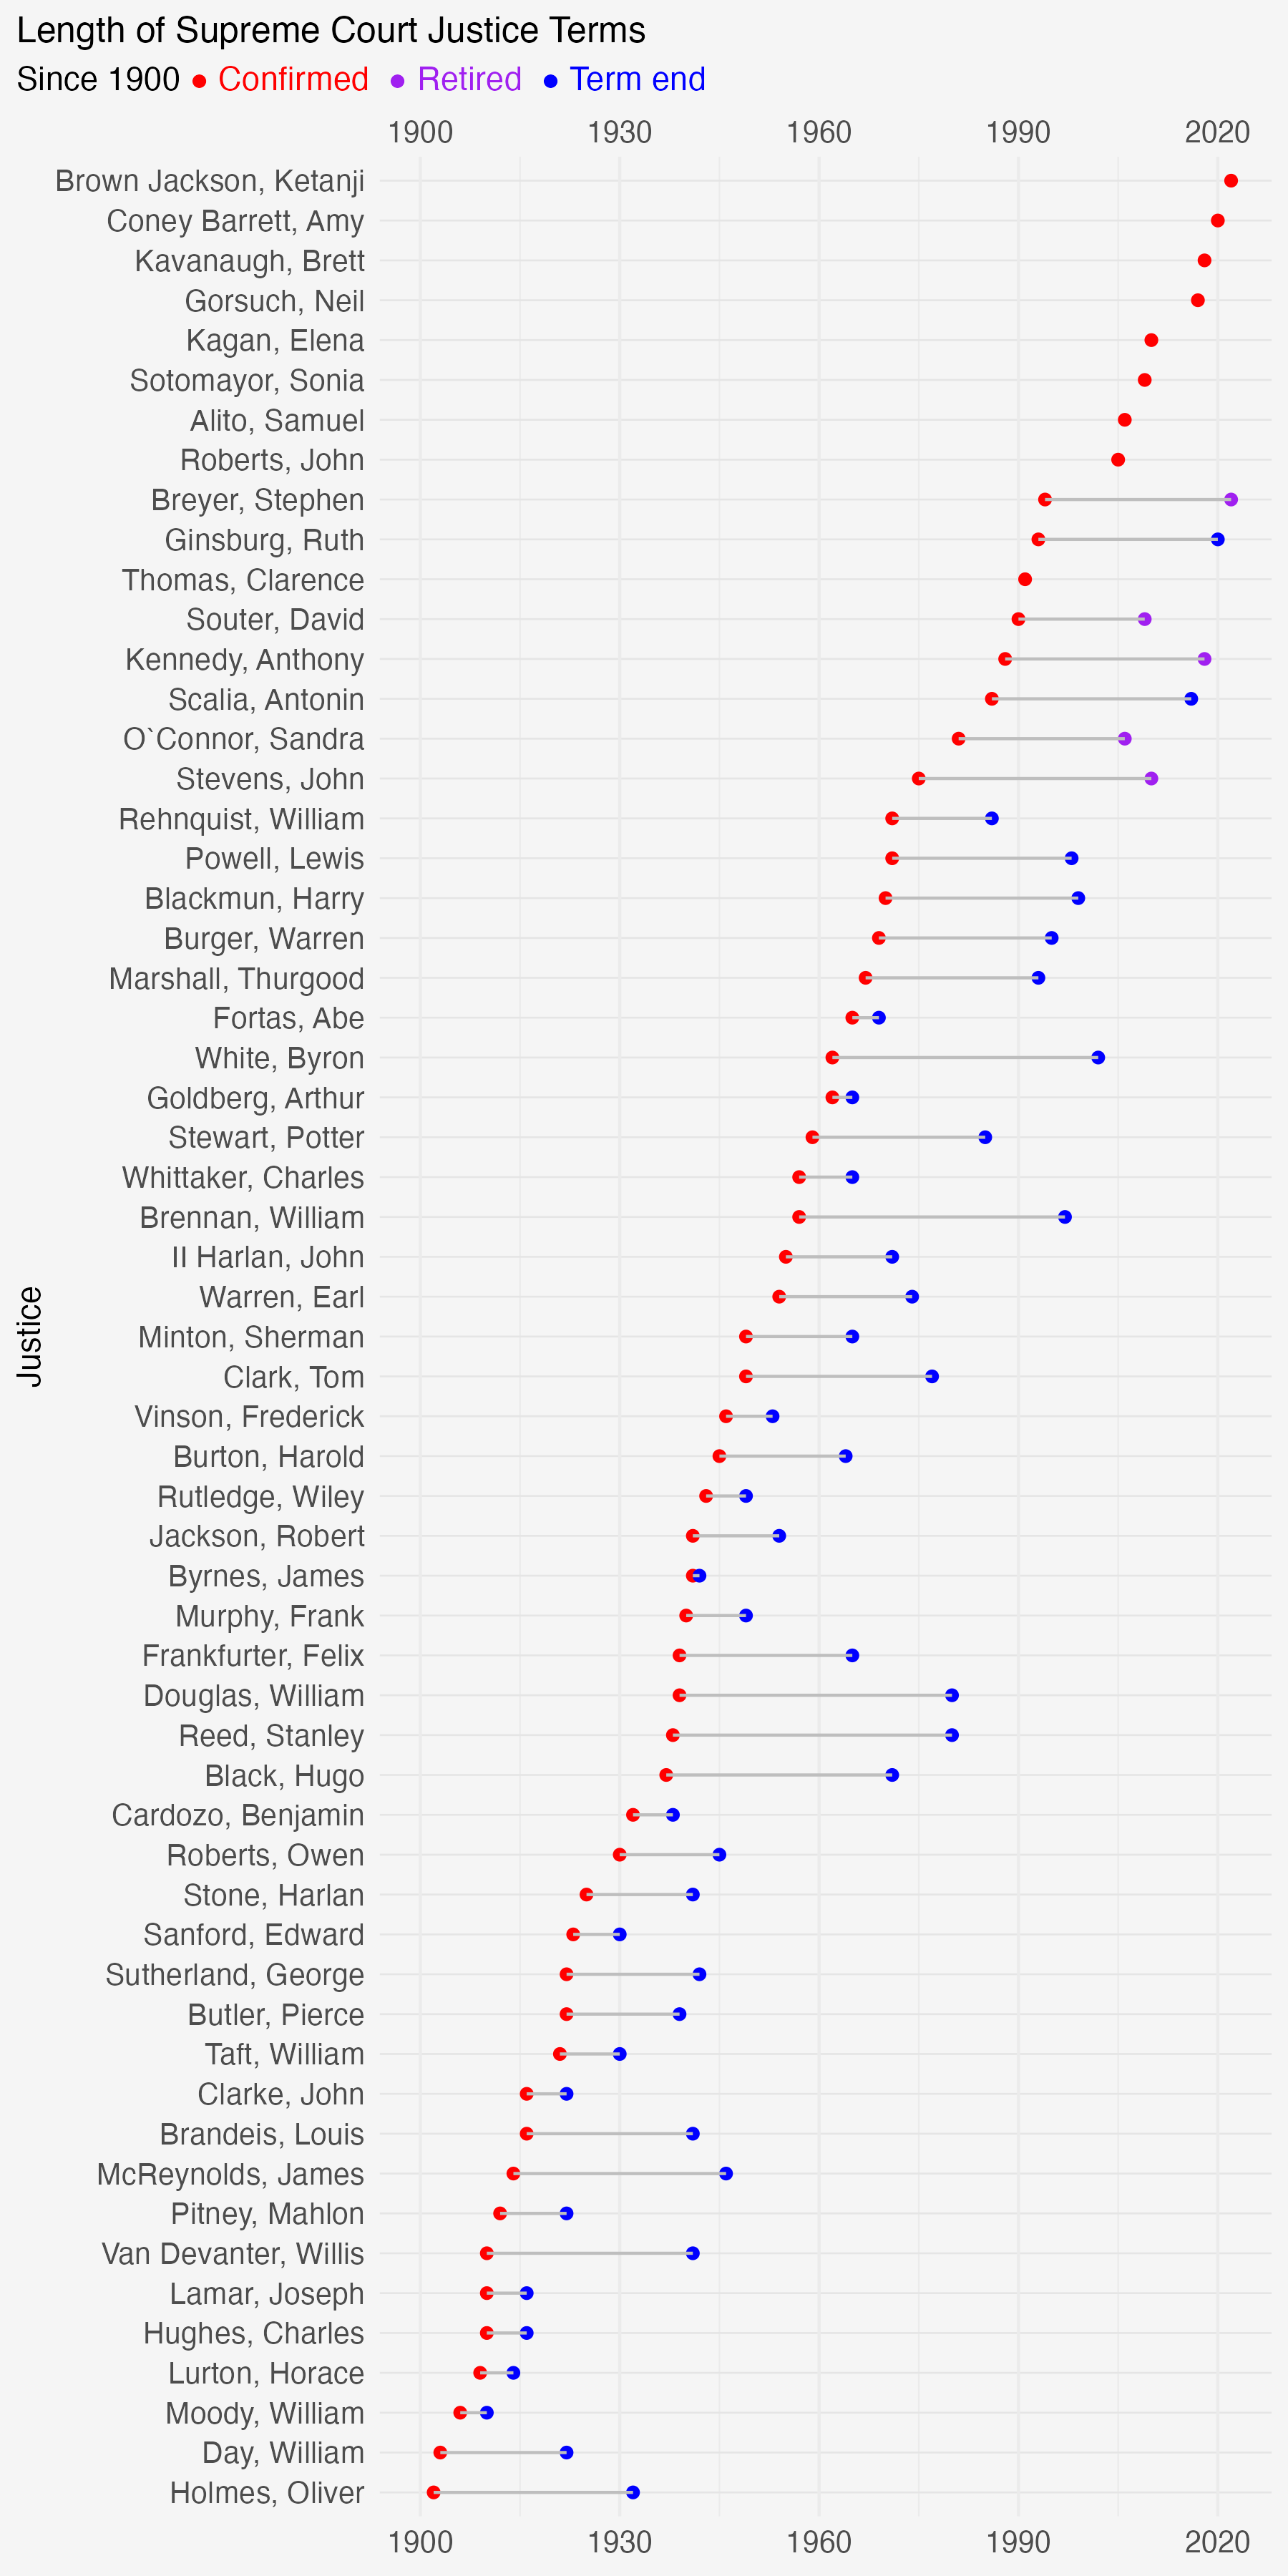 Length of Supreme Court Justice Terms
Since 1900 ● Confirmed ● Retired ● Term end
1900 1930 1960 1990 2020
Brown Jackson, Ketanji
Coney Barrett, Amy
Kavanaugh, Brett
Gorsuch, Neil
Kagan, Elena
Sotomayor, Sonia
Alito, Samuel
Roberts, John
Breyer, Stephen
Ginsburg, Ruth
Thomas, Clarence
Souter, David
Kennedy, Anthony
Scalia, Antonin
O`Connor, Sandra
Stevens, John
Rehnquist, William
Powell, Lewis
Blackmun, Harry
Burger, Warren
Marshall, Thurgood
Fortas, Abe
White, Byron
Goldberg, Arthur
Stewart, Potter
Whittaker, Charles
Brennan, William
II Harlan, John
Warren, Earl
Minton, Sherman
Clark, Tom
Vinson, Frederick
Burton, Harold
Rutledge, Wiley
Jackson, Robert
Byrnes, James
Murphy, Frank
Frankfurter, Felix
Douglas, William
Reed, Stanley
Black, Hugo
Cardozo, Benjamin
Roberts, Owen
Stone, Harlan
Sanford, Edward
Sutherland, George
Butler, Pierce
Taft, William
Clarke, John
Brandeis, Louis
McReynolds, James
Pitney, Mahlon
Van Devanter, Willis
Lamar, Joseph
Hughes, Charles
Lurton, Horace
Moody, William
Day, William
Holmes, Oliver
1900 1930 1960 1990 2020
Justice